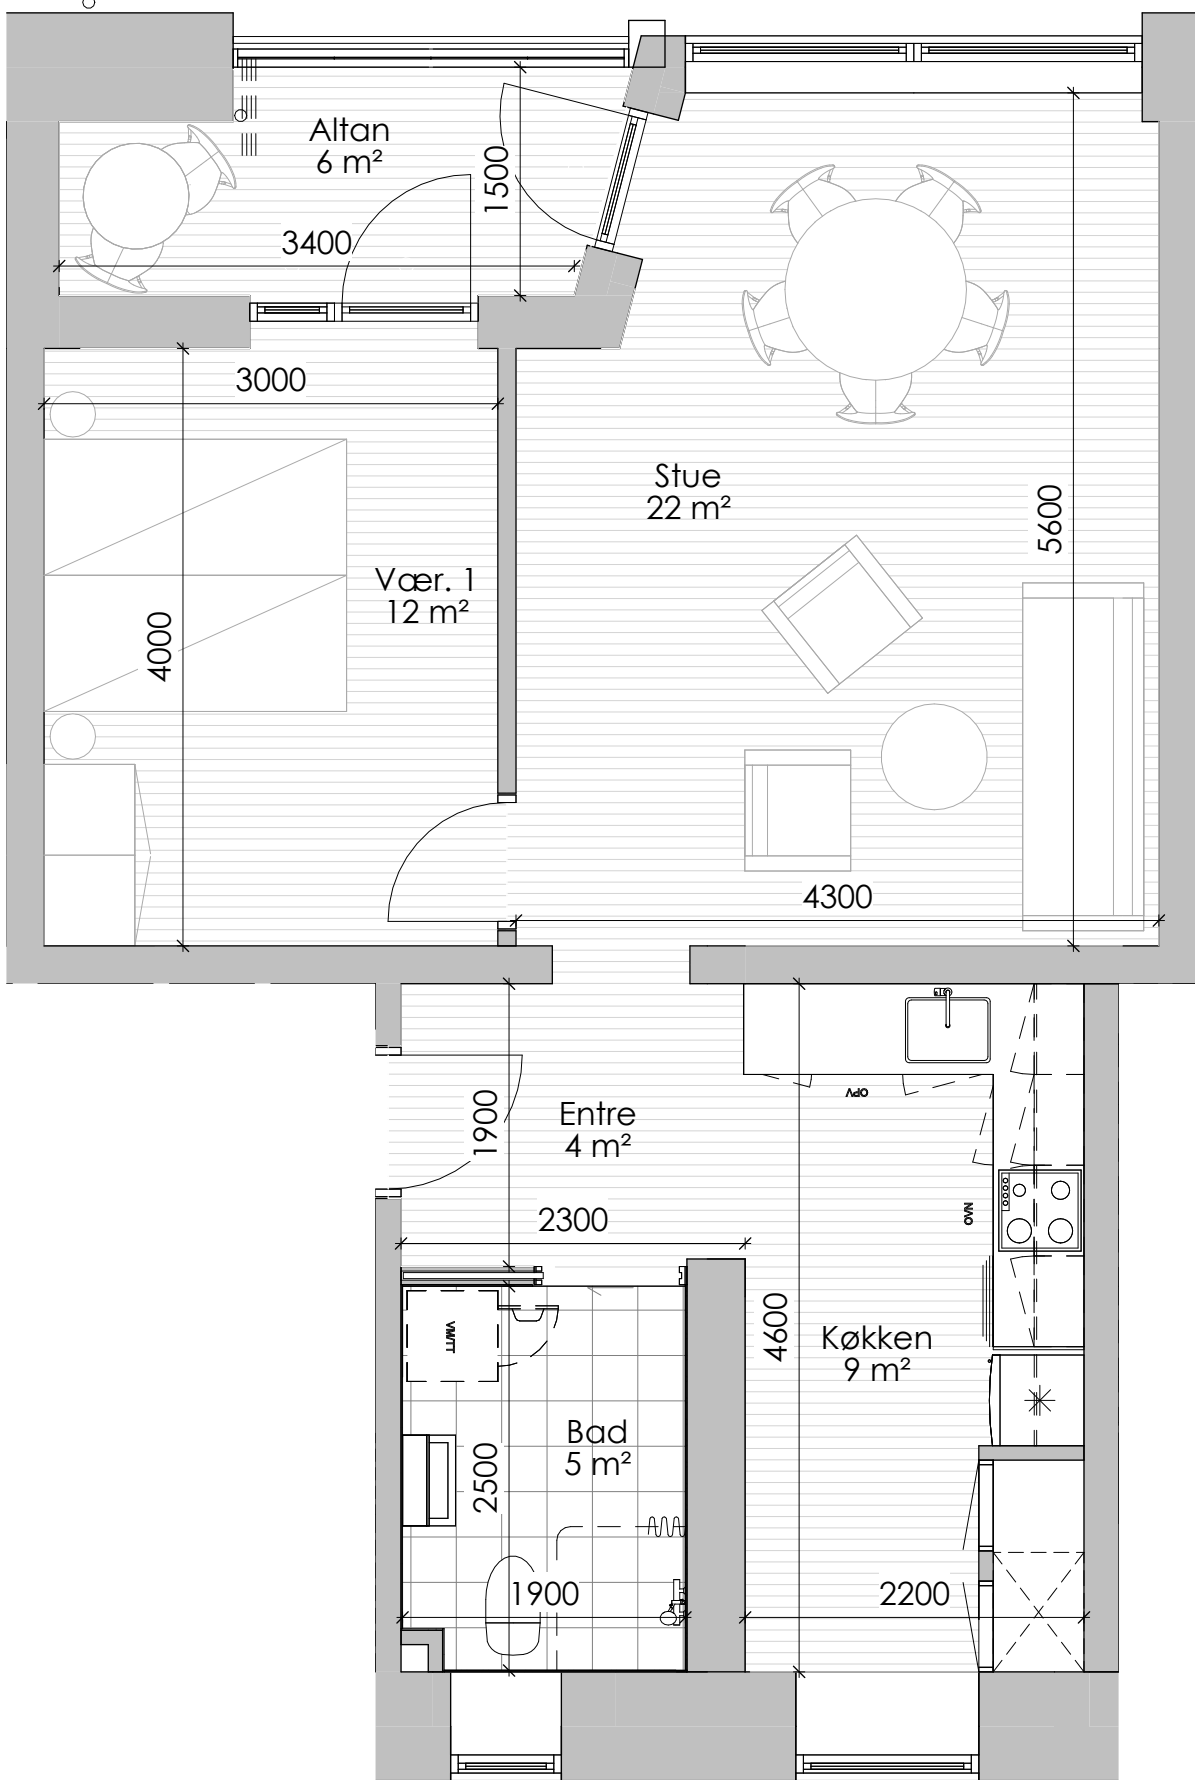 Altan
6 m²
1500
3400
3000
Stue
22 m²
5600
Vær. 1
12 m²
4000
4300
1900
OPV
Entre
4 m²
NAO
2300
VM/TT
4600
Køkken
9 m²
Bad
5 m²
2500
1900
2200